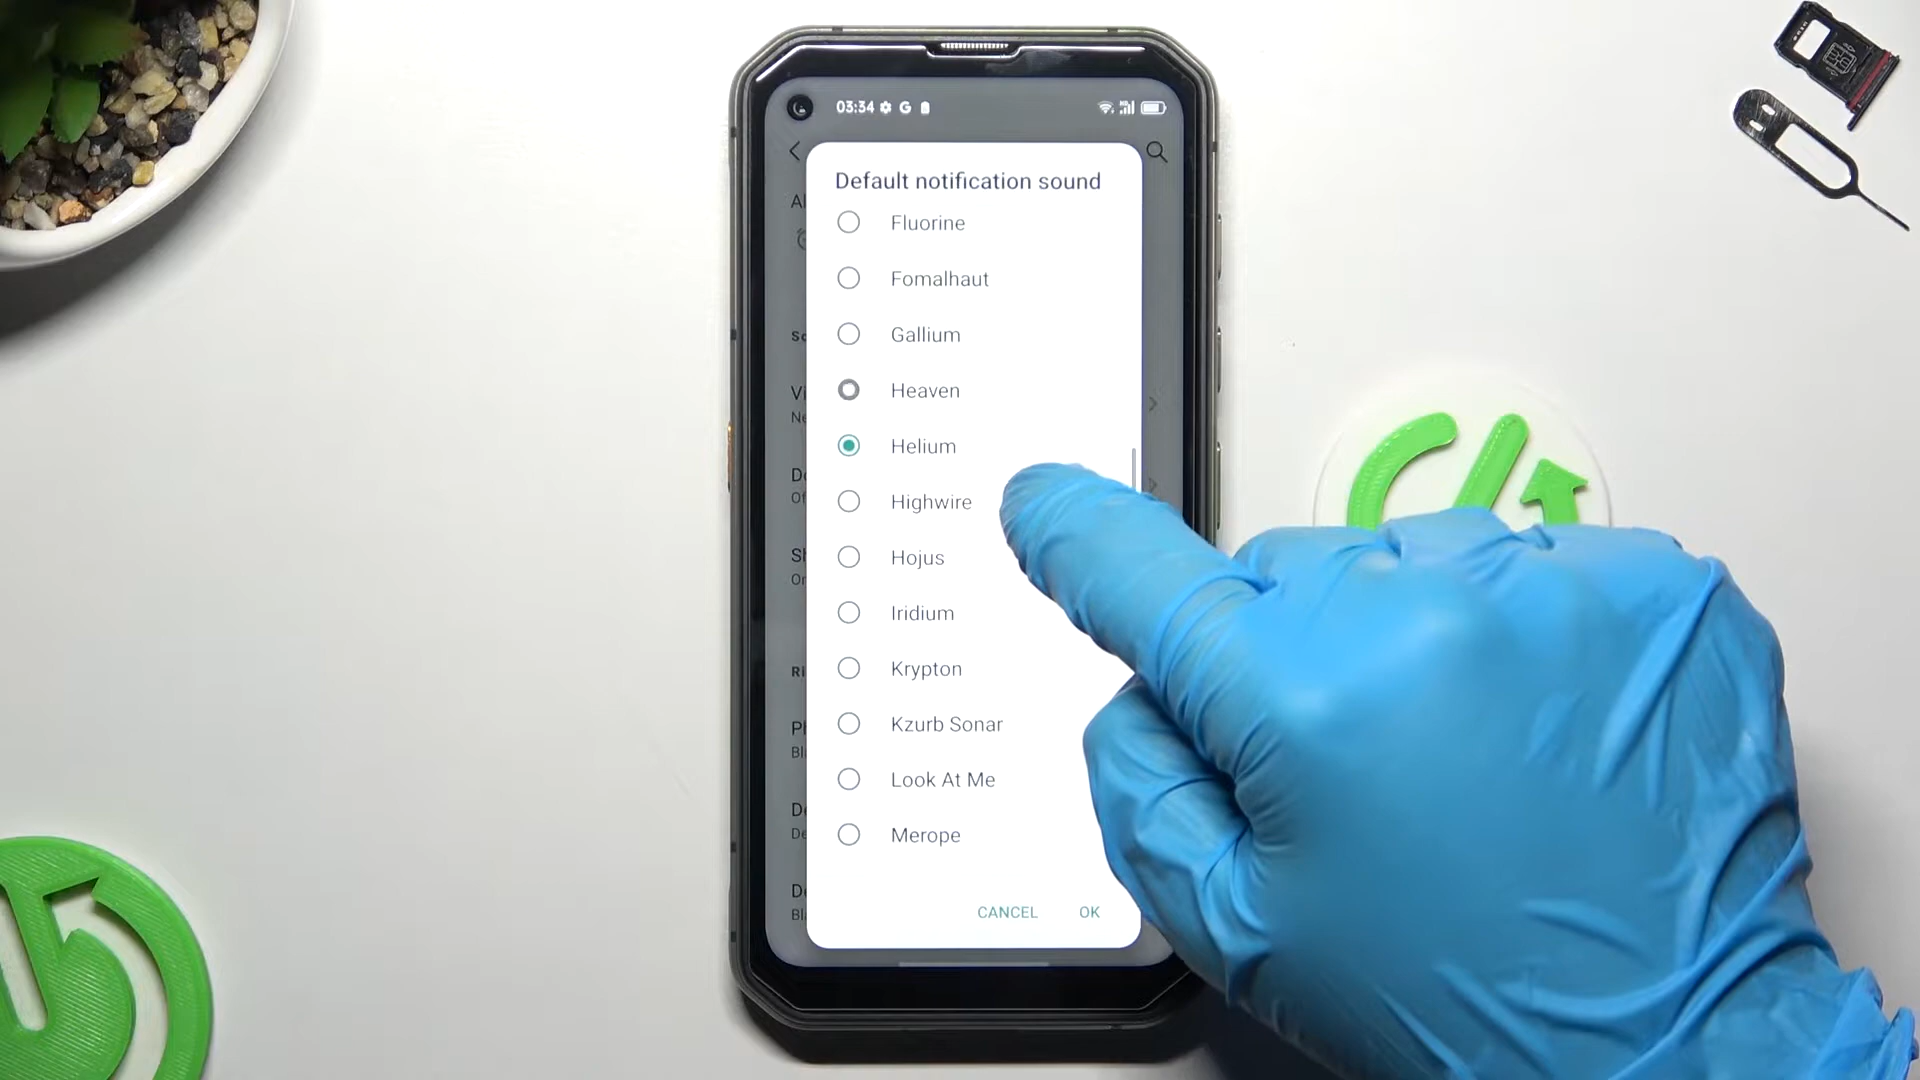 03:34
Default notification sound
Fluorine
Fomalhaut
Gallium
Heaven
Helium
Highwire
Hojus
Iridium
Krypton
Kzurb Sonar
Look At Me
Merope
CANCEL OK